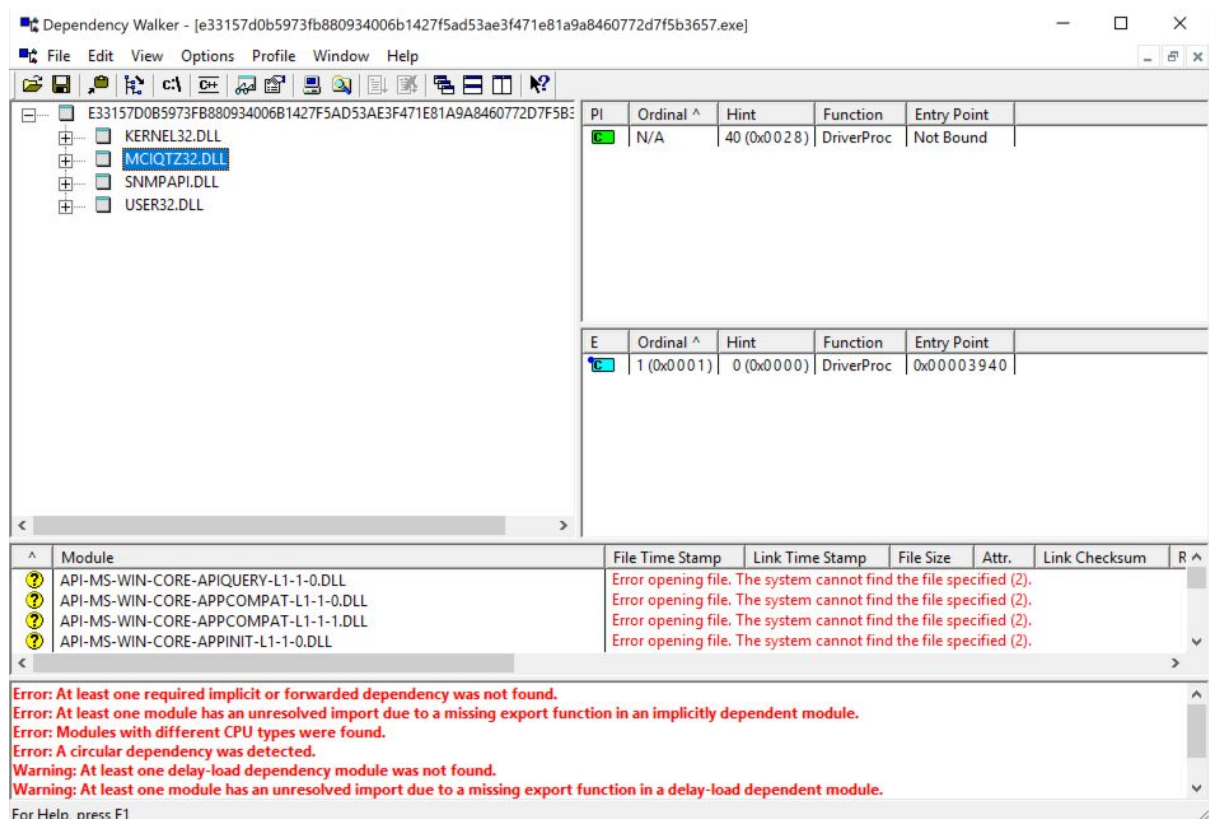 Dependency Walker - [e33157d0b5973fb880934006b1427f5ad53ae3f471e81a9a8460772d7f5b3657.exe]
File Edit View Options Profile Window Help
c:\ C++
E33157D0B5973FB880934006B1427F5AD53AE3F471E81A9A8460772D7F5B3
KERNEL32.DLL
MCIQTZ32.DLL
SNMPAPI.DLL
USER32.DLL
PI Ordinal ^ Hint Function Entry Point
C N/A 40 (0x0028) DriverProc Not Bound
E Ordinal ^ Hint Function Entry Point
C 1 (0x0001) 0 (0x0000) DriverProc 0x00003940
^ Module File Time Stamp Link Time Stamp File Size Attr. Link Checksum R
? API-MS-WIN-CORE-APIQUERY-L1-1-0.DLL Error opening file. The system cannot find the file specified (2).
? API-MS-WIN-CORE-APPCOMPAT-L1-1-0.DLL Error opening file. The system cannot find the file specified (2).
? API-MS-WIN-CORE-APPCOMPAT-L1-1-1.DLL Error opening file. The system cannot find the file specified (2).
? API-MS-WIN-CORE-APPINIT-L1-1-0.DLL Error opening file. The system cannot find the file specified (2).
Error: At least one required implicit or forwarded dependency was not found.
Error: At least one module has an unresolved import due to a missing export function in an implicitly dependent module.
Error: Modules with different CPU types were found.
Error: A circular dependency was detected.
Warning: At least one delay-load dependency module was not found.
Warning: At least one module has an unresolved import due to a missing export function in a delay-load dependent module.
For Help, press F1